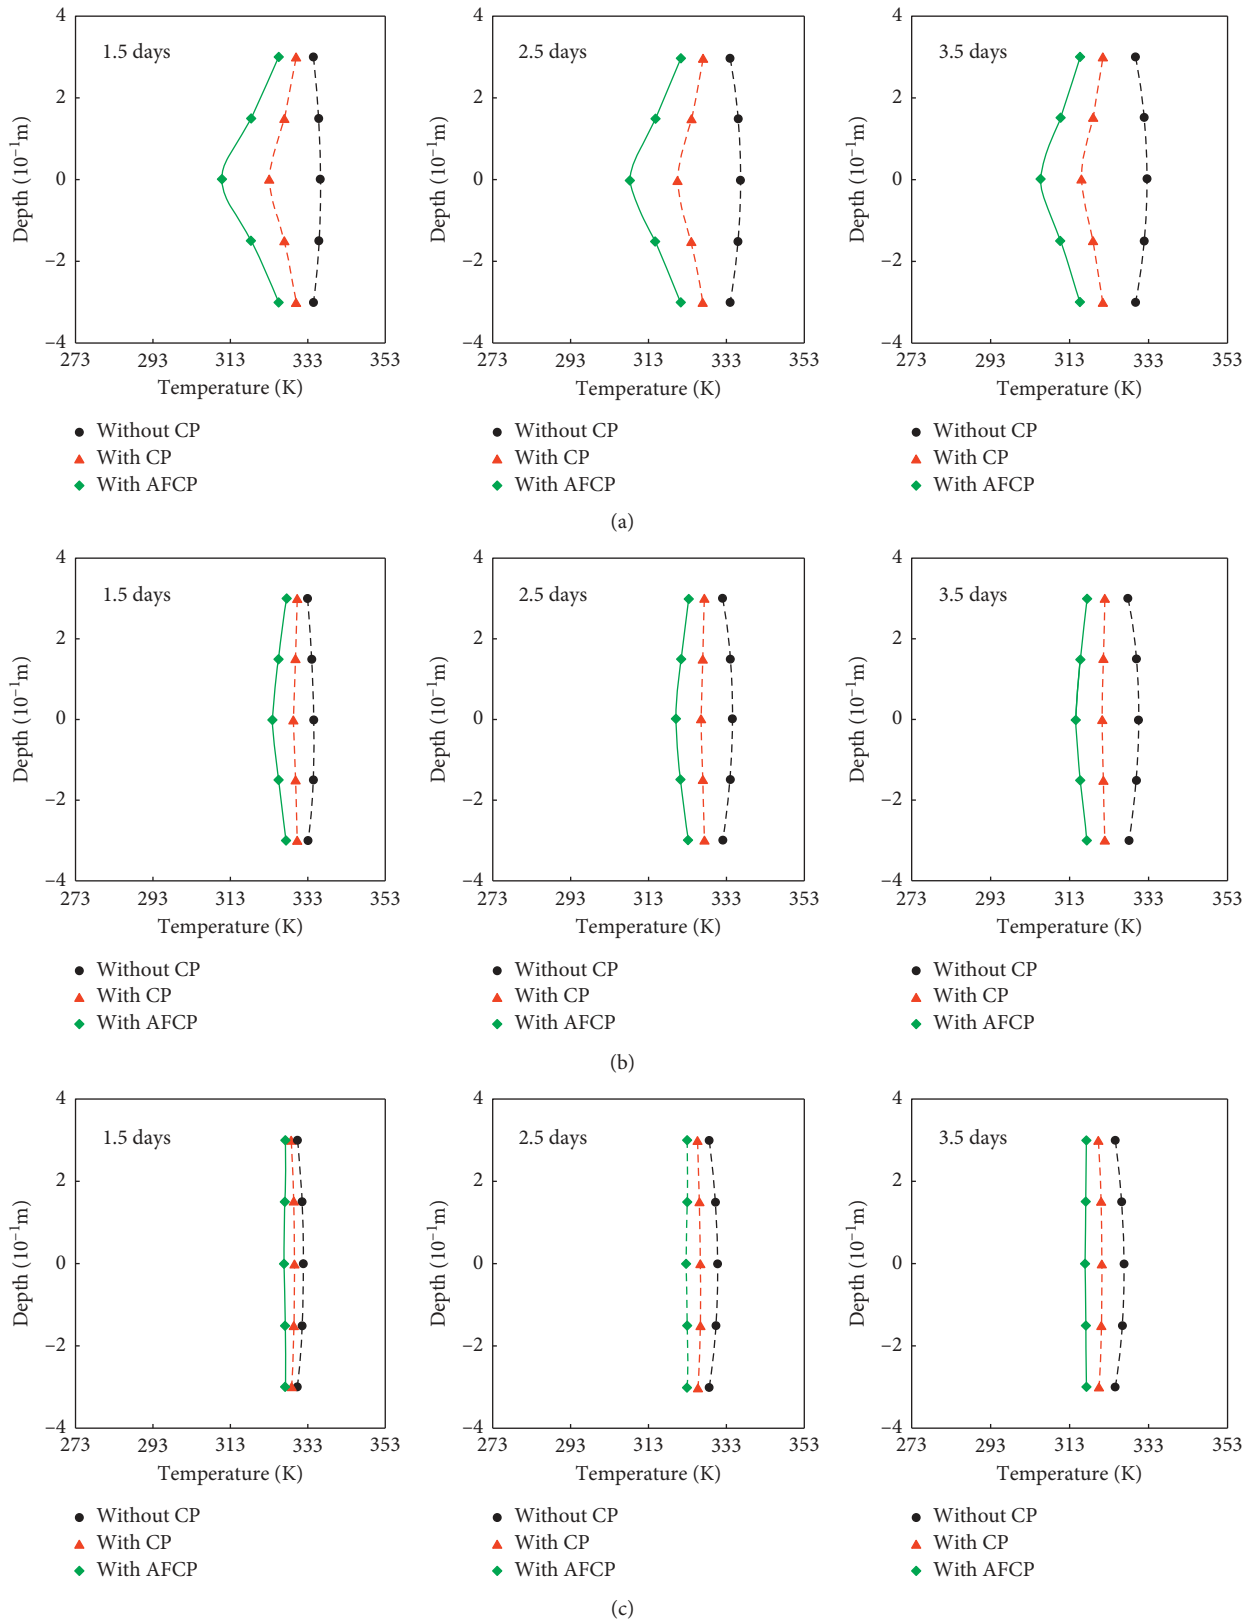 4
2
0
−2
−4
Depth (10−1m)
1.5 days
273 293 313 333 353
Temperature (K)
Without CP
With CP
With AFCP
4
2
0
−2
−4
Depth (10−1m)
2.5 days
273 293 313 333 353
Temperature (K)
Without CP
With CP
With AFCP
4
2
0
−2
−4
Depth (10−1m)
3.5 days
273 293 313 333 353
Temperature (K)
Without CP
With CP
With AFCP
(a)
4
2
0
−2
−4
Depth (10−1m)
1.5 days
273 293 313 333 353
Temperature (K)
Without CP
With CP
With AFCP
4
2
0
−2
−4
Depth (10−1m)
2.5 days
273 293 313 333 353
Temperature (K)
Without CP
With CP
With AFCP
4
2
0
−2
−4
Depth (10−1m)
3.5 days
273 293 313 333 353
Temperature (K)
Without CP
With CP
With AFCP
(b)
4
2
0
−2
−4
Depth (10−1m)
1.5 days
273 293 313 333 353
Temperature (K)
Without CP
With CP
With AFCP
4
2
0
−2
−4
Depth (10−1m)
2.5 days
273 293 313 333 353
Temperature (K)
Without CP
With CP
With AFCP
4
2
0
−2
−4
Depth (10−1m)
3.5 days
273 293 313 333 353
Temperature (K)
Without CP
With CP
With AFCP
(c)